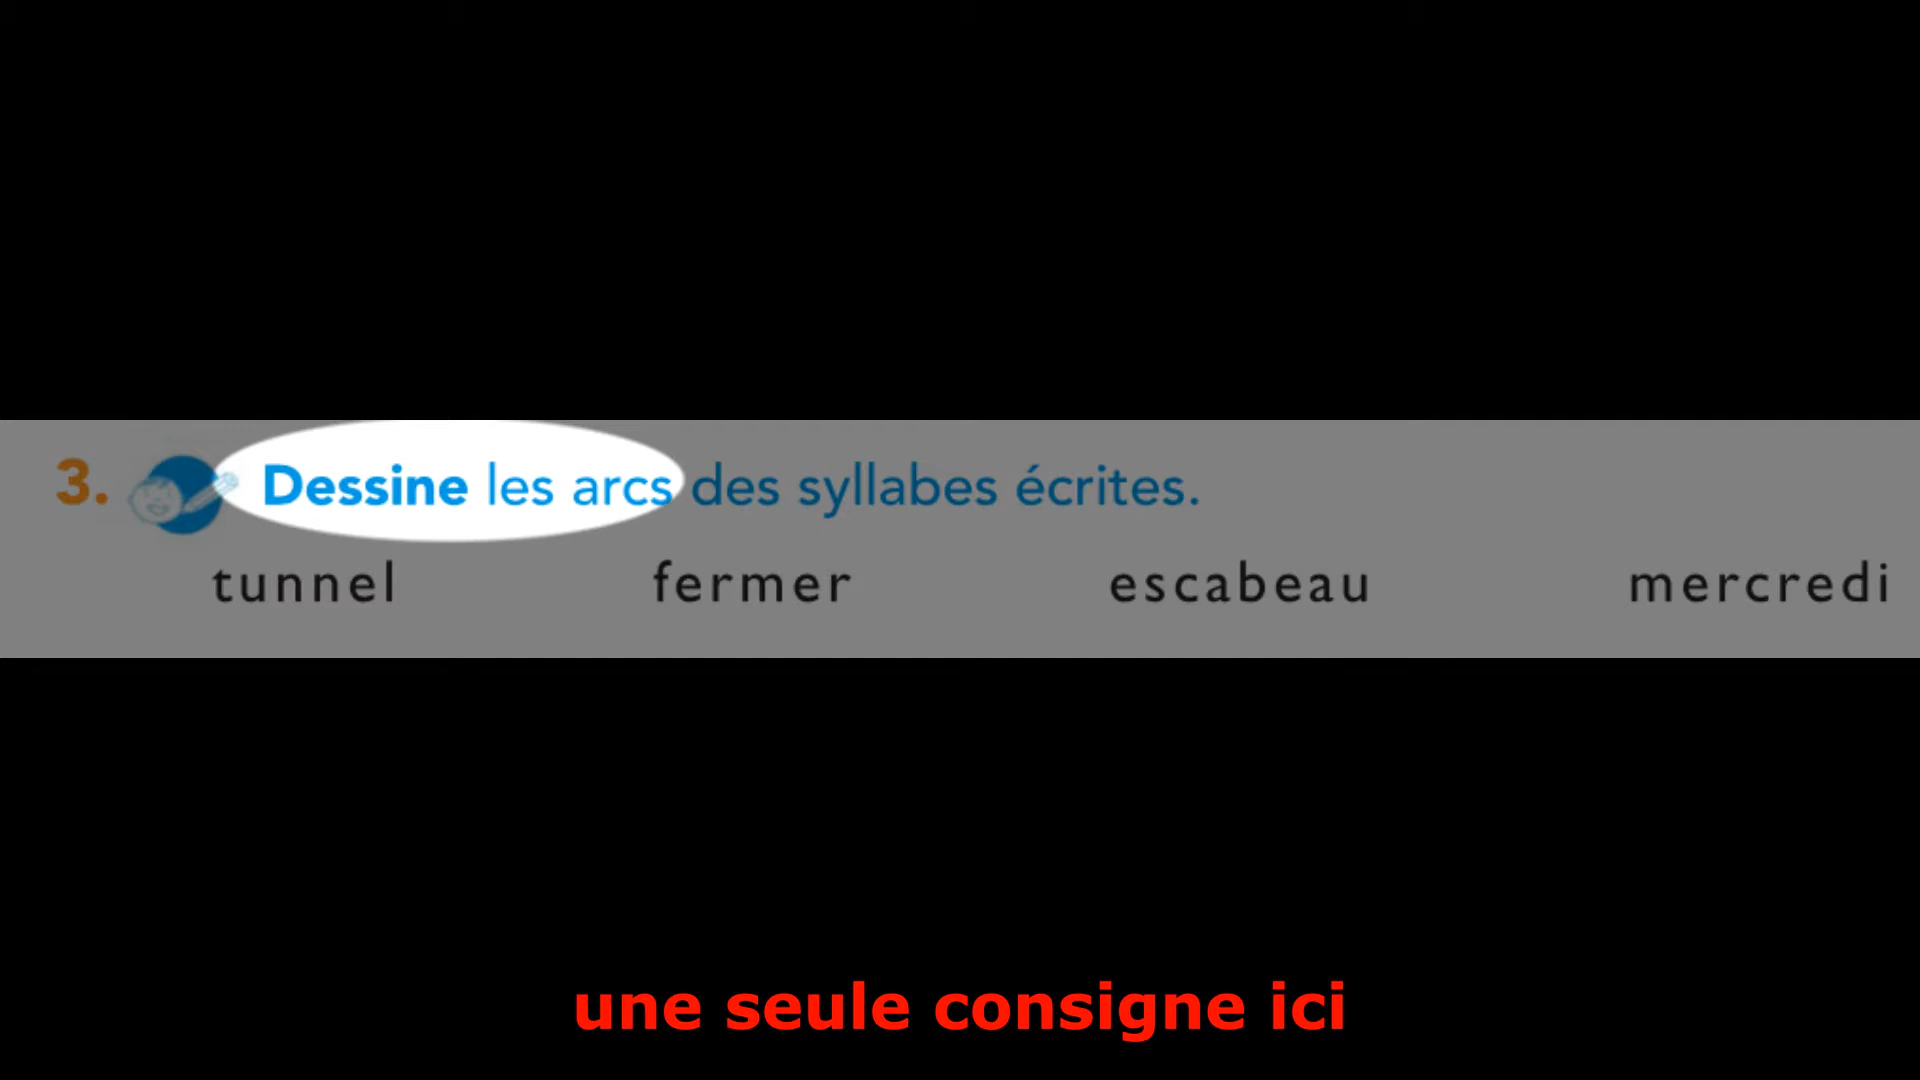 3. Dessine les arcs des syllabes écrites.
tunnel fermer escabeau mercredi
une seule consigne ici